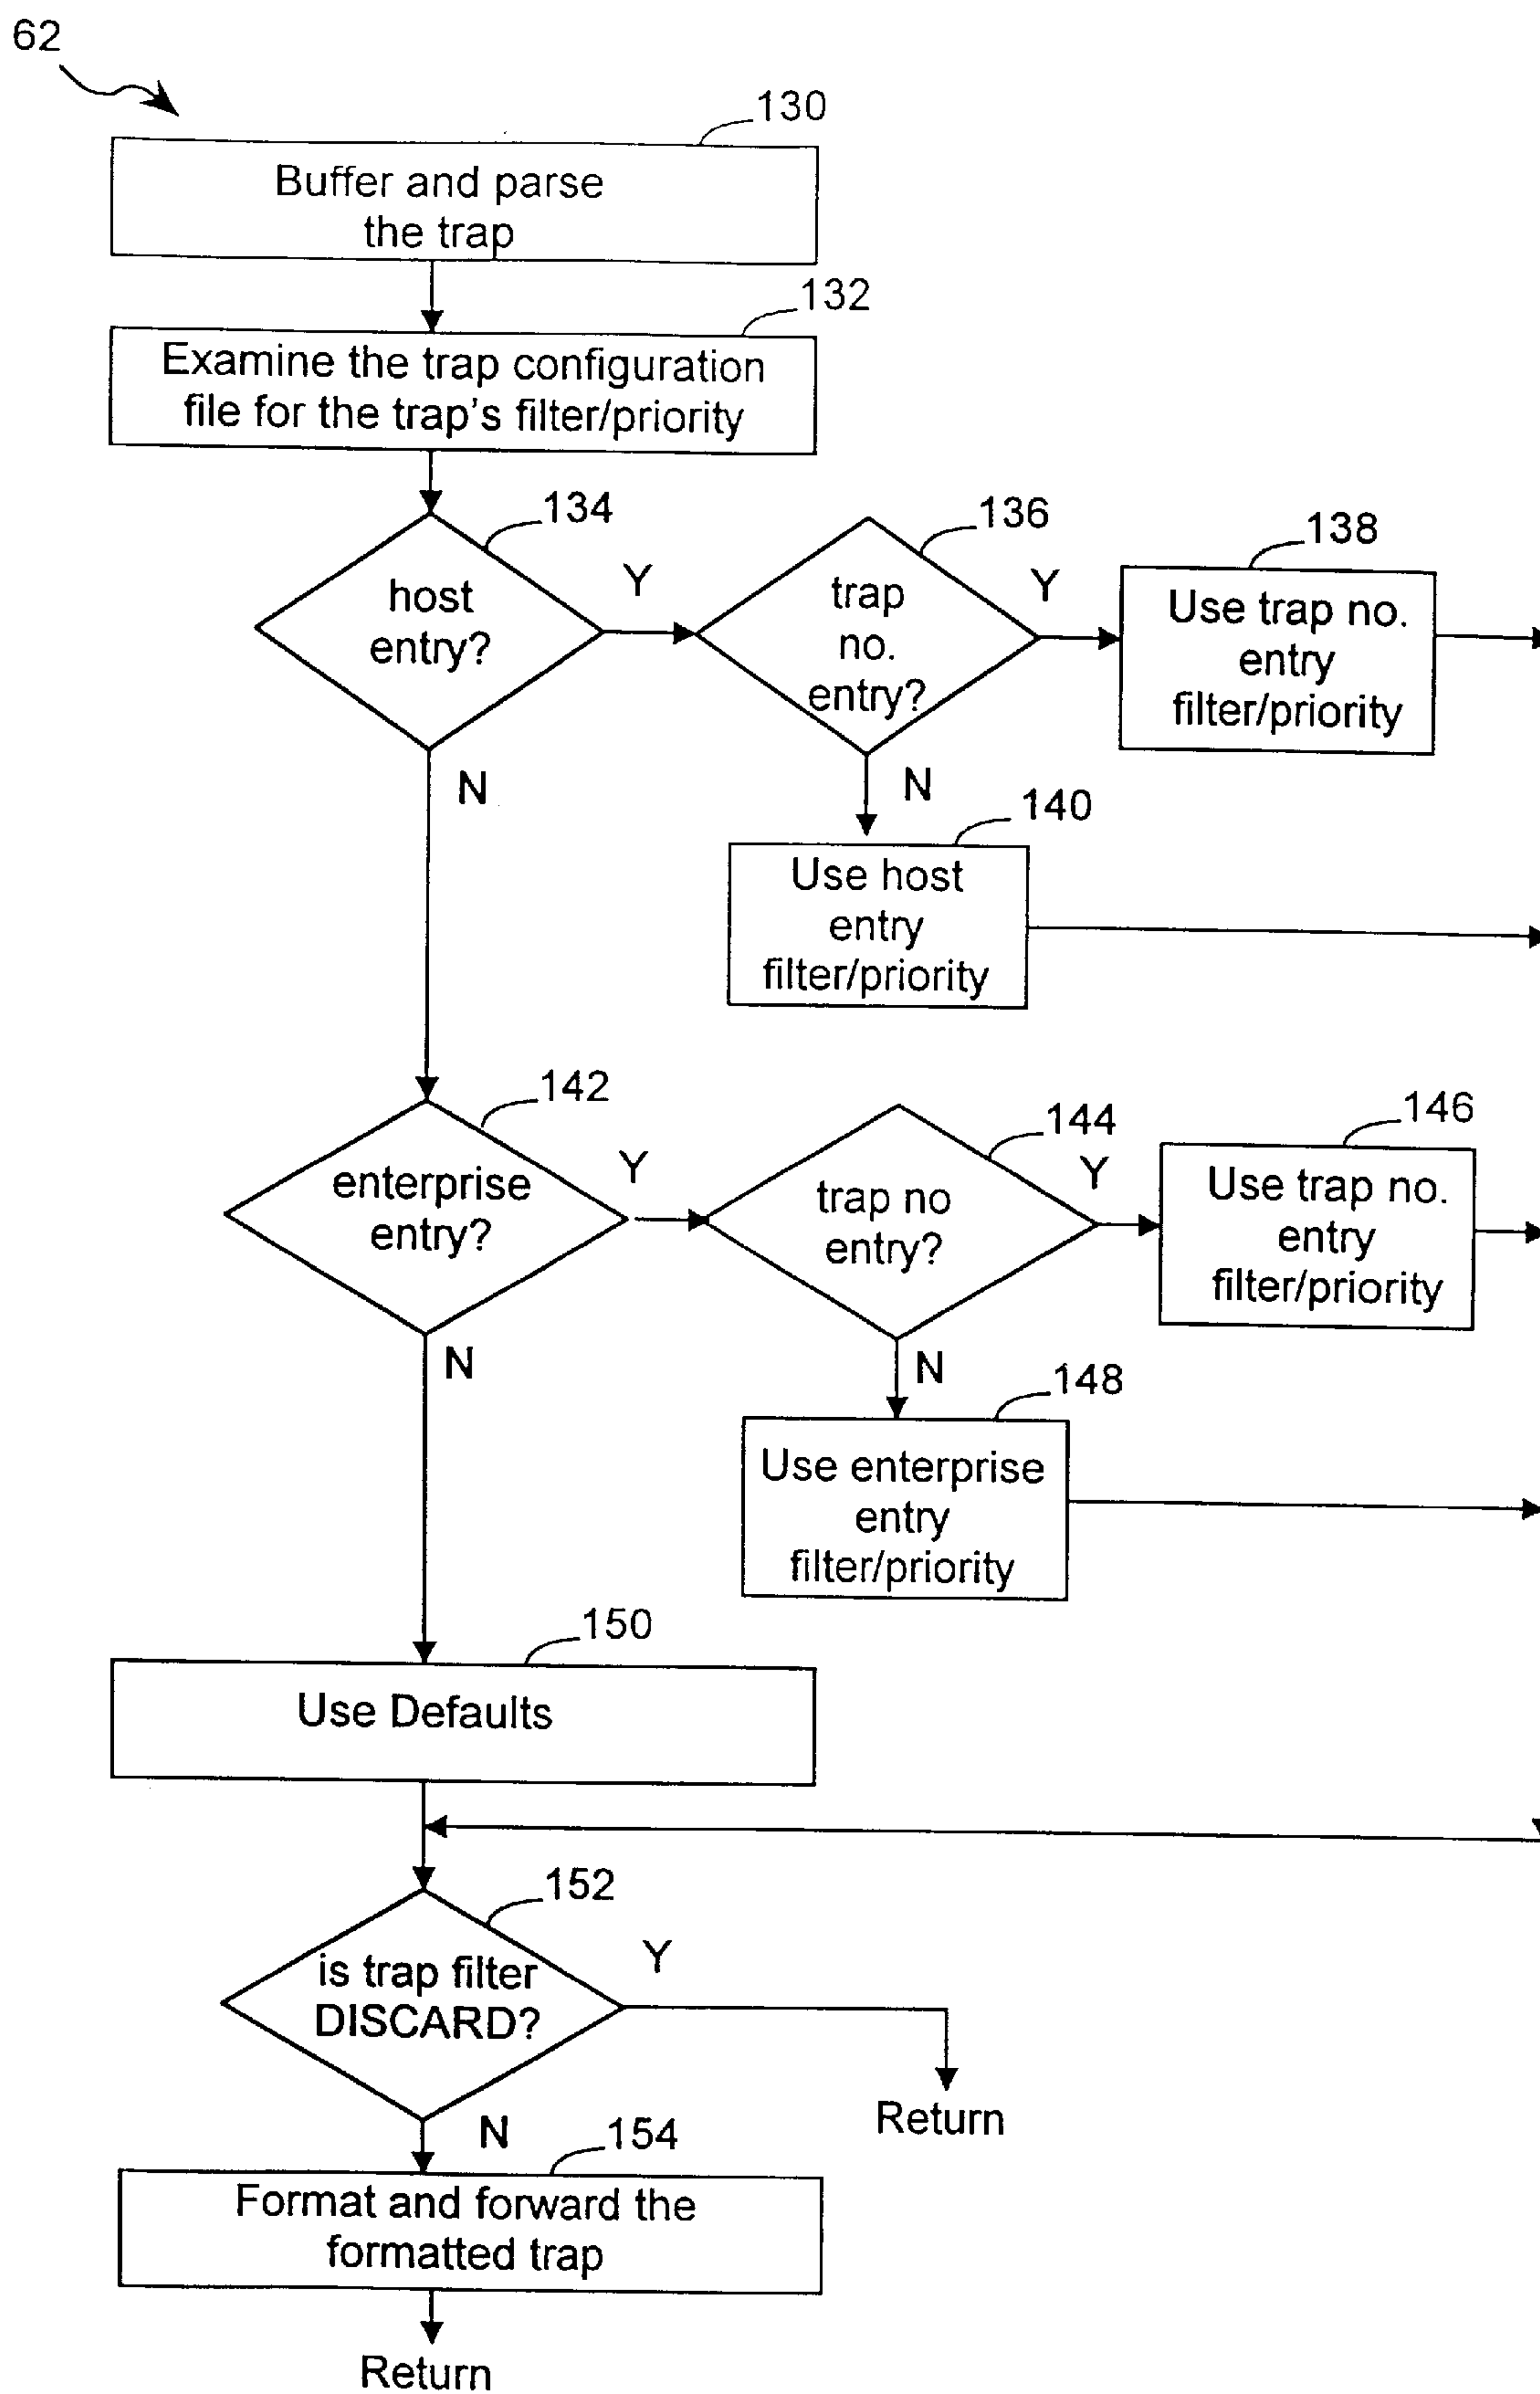 62
130
Buffer and parse
the trap
132
Examine the trap configuration
file for the trap's filter/priority
134
host
entry?
Y
136
trap
no.
entry?
Y
138
Use trap no.
entry
filter/priority
N
N
140
Use host
entry
filter/priority
142
enterprise
entry?
Y
144
trap no
entry?
Y
146
Use trap no.
entry
filter/priority
N
N
148
Use enterprise
entry
filter/priority
150
Use Defaults
152
is trap filter
DISCARD?
Y
Return
N
154
Format and forward the
formatted trap
Return